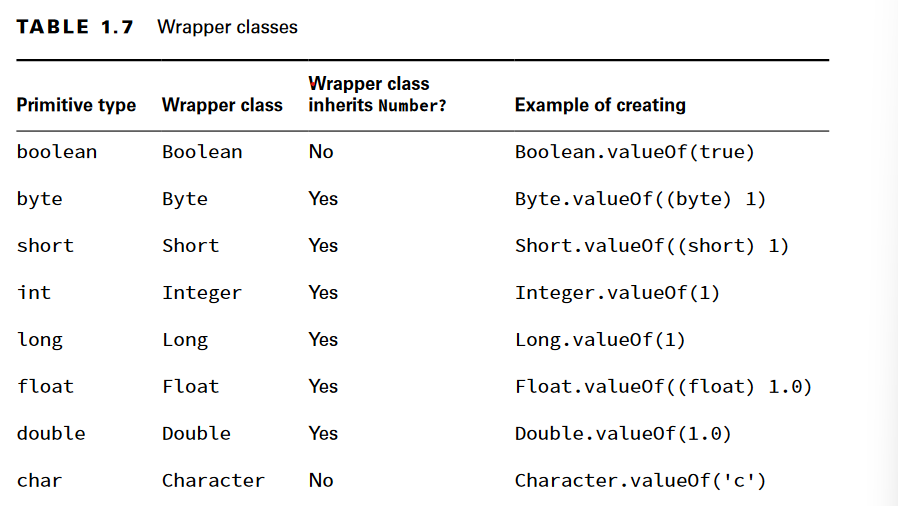 TABLE 1.7 Wrapper classes
Primitive type Wrapper class Wrapper class inherits Number? Example of creating
boolean Boolean No Boolean.valueOf(true)
byte Byte Yes Byte.valueOf((byte) 1)
short Short Yes Short.valueOf((short) 1)
int Integer Yes Integer.valueOf(1)
long Long Yes Long.valueOf(1)
float Float Yes Float.valueOf((float) 1.0)
double Double Yes Double.valueOf(1.0)
char Character No Character.valueOf('c')